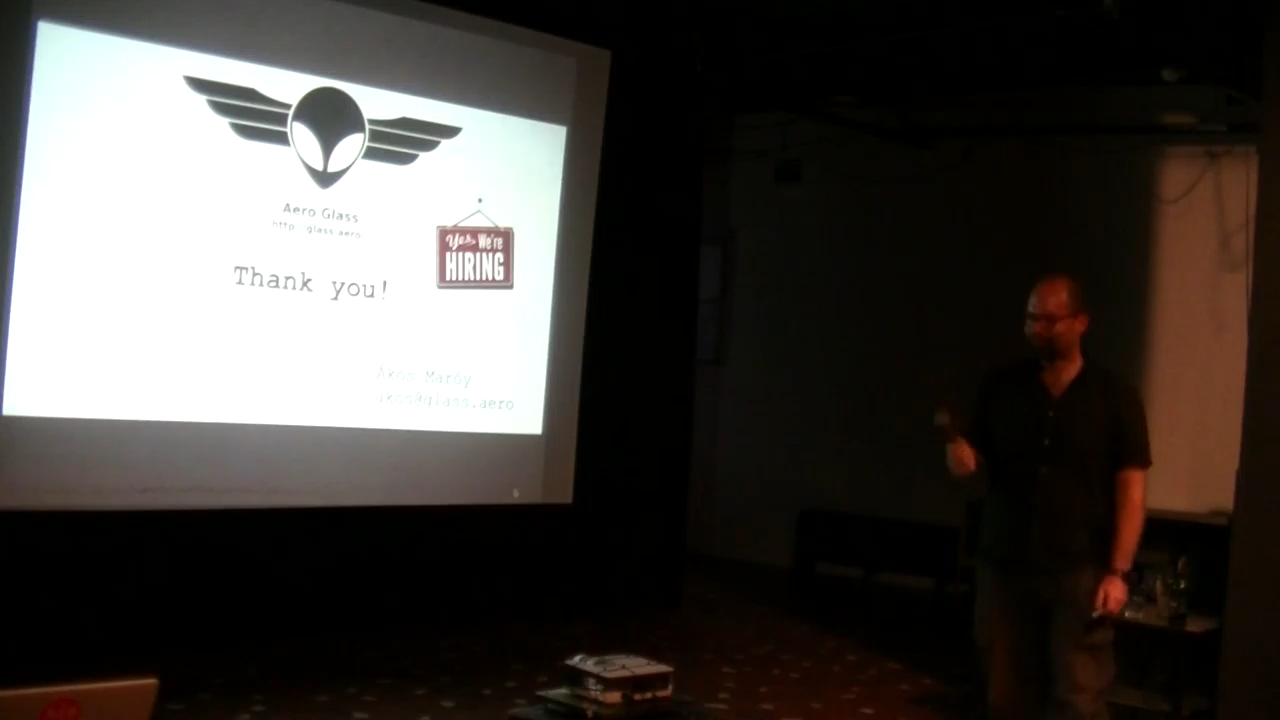 Aero Glass
http://glass.aero
Yes We're
HIRING
Thank you!
Ákos Maróy
akos@glass.aero